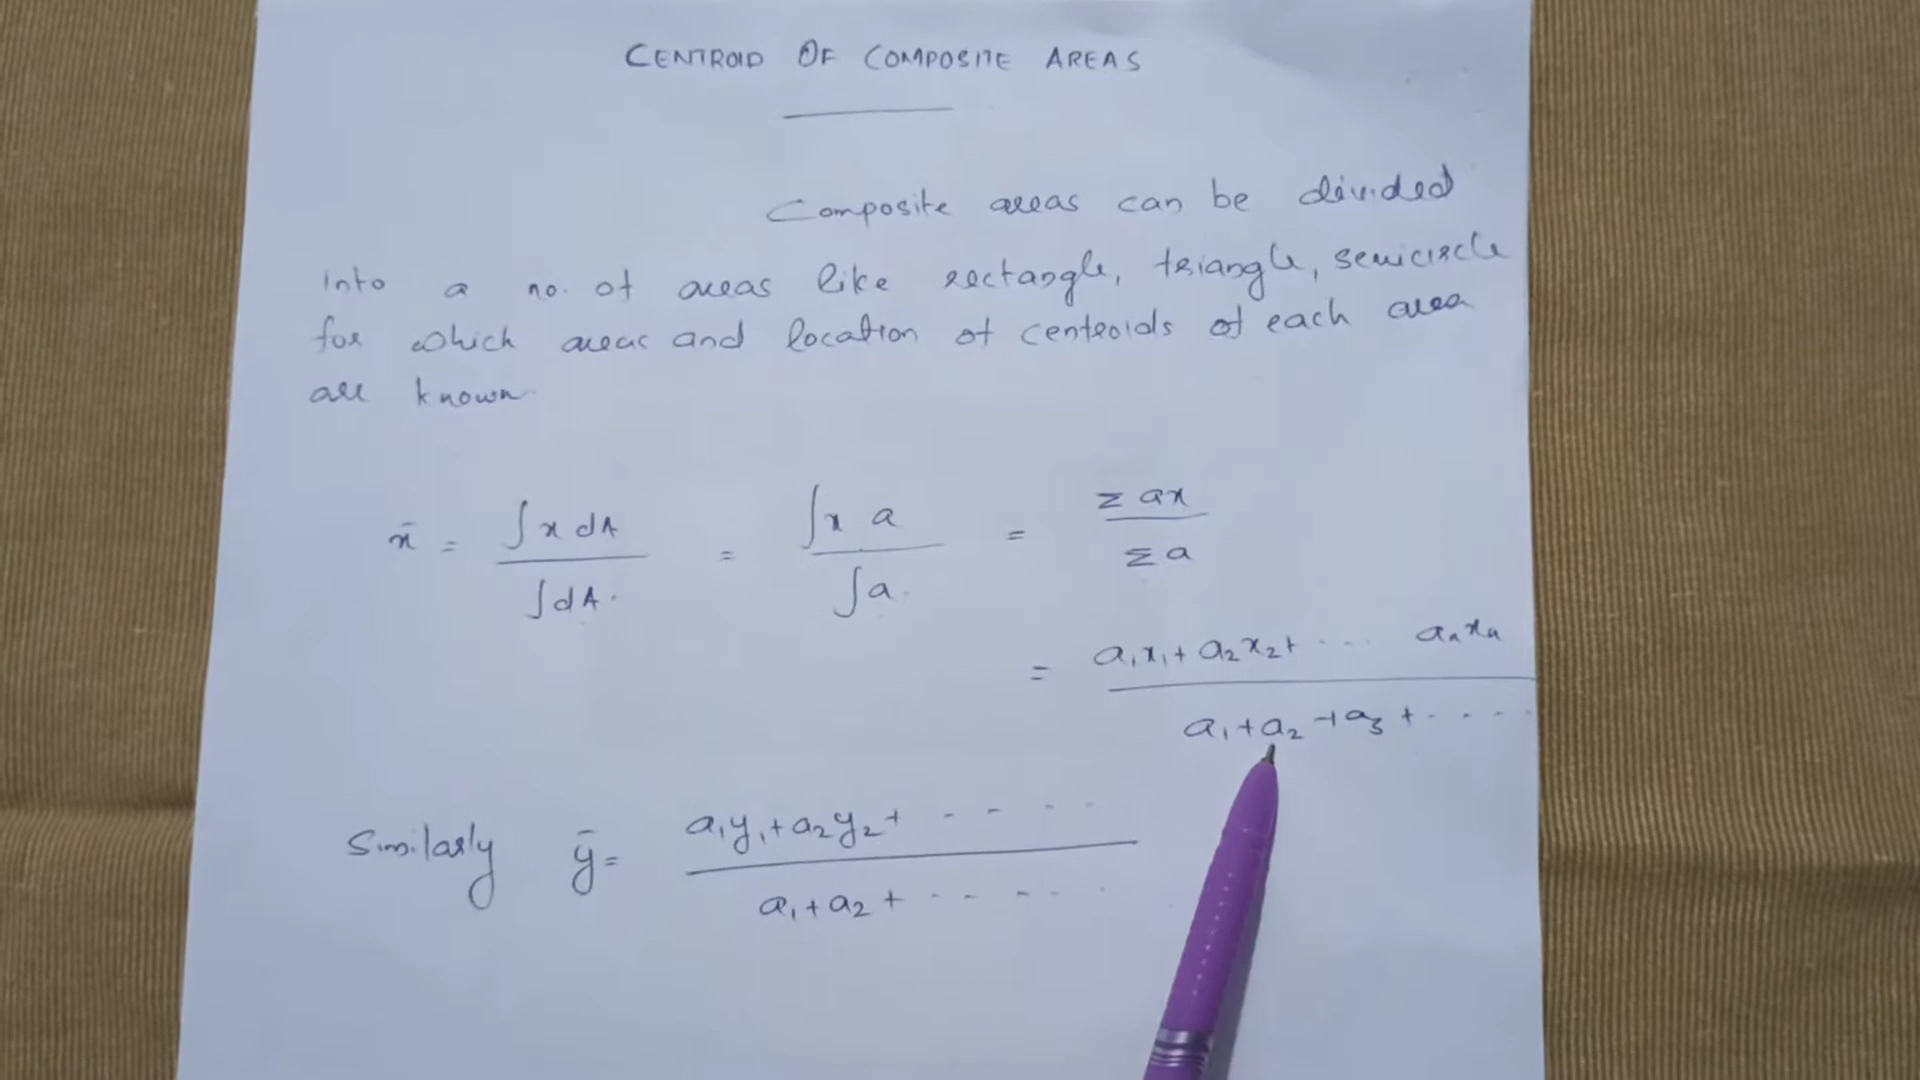 CENTROID OF COMPOSITE AREAS
Composite areas can be divided
into a no. of areas like rectangle, triangle, semicircle
for which areas and location of centroids of each area
are known.
x̄ = ∫x dA / ∫dA. = ∫x a / ∫a. = Σ ax / Σ a
= a₁x₁ + a₂x₂ + ... aₙxₙ / a₁ + a₂ + a₃ + ....
Similarly ȳ = a₁y₁ + a₂y₂ + - - - - / a₁ + a₂ + - - - - -